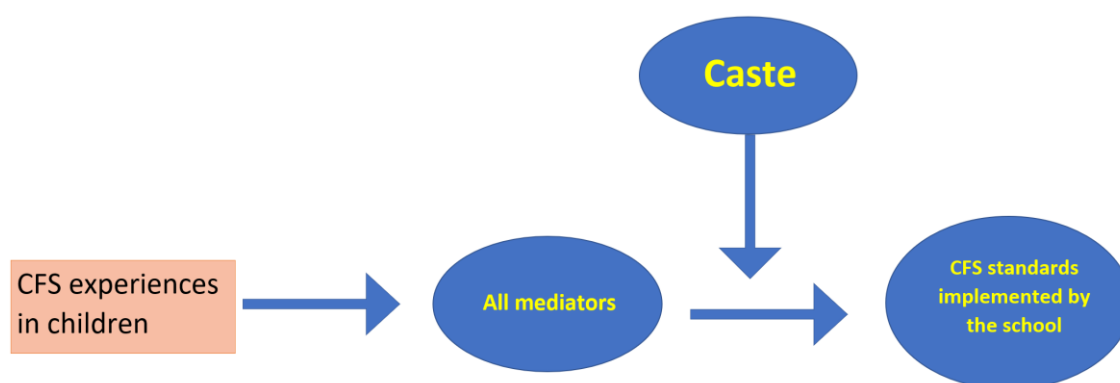 Caste
CFS experiences
in children
All mediators
CFS standards
implemented by
the school